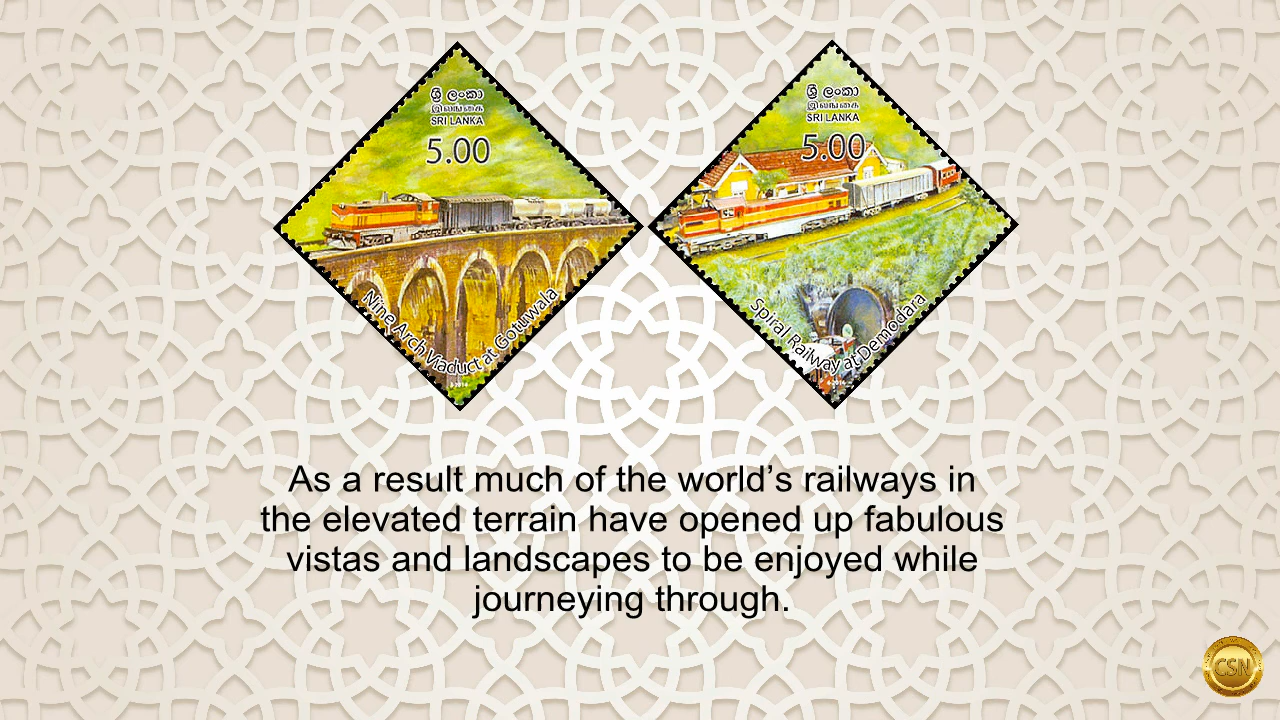 ශ්‍රී ලංකා
இலங்கை
SRI LANKA
5.00
Nine Arch Viaduct at Gotuwala
2014
ශ්‍රී ලංකා
இலங்கை
SRI LANKA
5.00
Spiral Railway at Demodara
2014
As a result much of the world’s railways in
the elevated terrain have opened up fabulous
vistas and landscapes to be enjoyed while
journeying through.
CSN